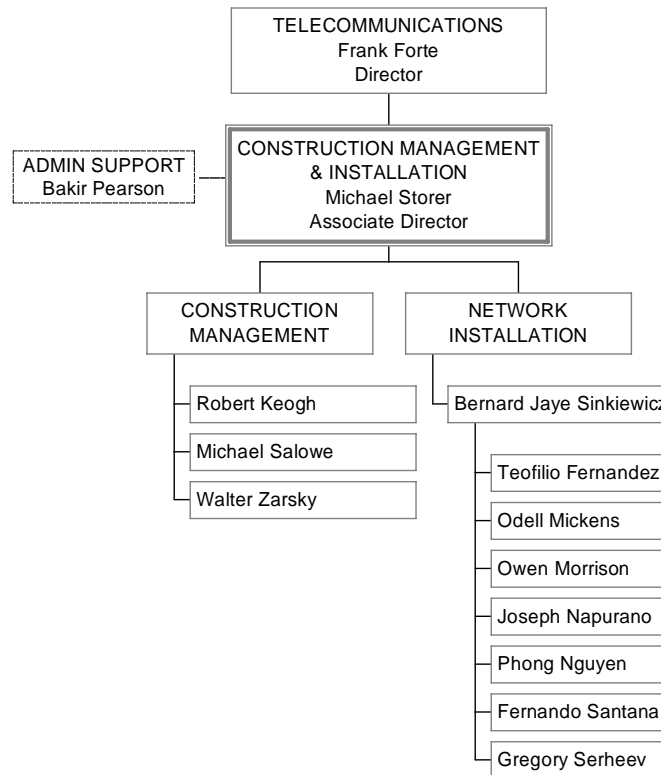 TELECOMMUNICATIONS
Frank Forte
Director
CONSTRUCTION MANAGEMENT
& INSTALLATION
Michael Storer
Associate Director
ADMIN SUPPORT
Bakir Pearson
CONSTRUCTION
MANAGEMENT
NETWORK
INSTALLATION
Robert Keogh
Michael Salowe
Walter Zarsky
Bernard Jaye Sinkiewicz
Teofilio Fernandez
Odell Mickens
Owen Morrison
Joseph Napurano
Phong Nguyen
Fernando Santana
Gregory Serheev